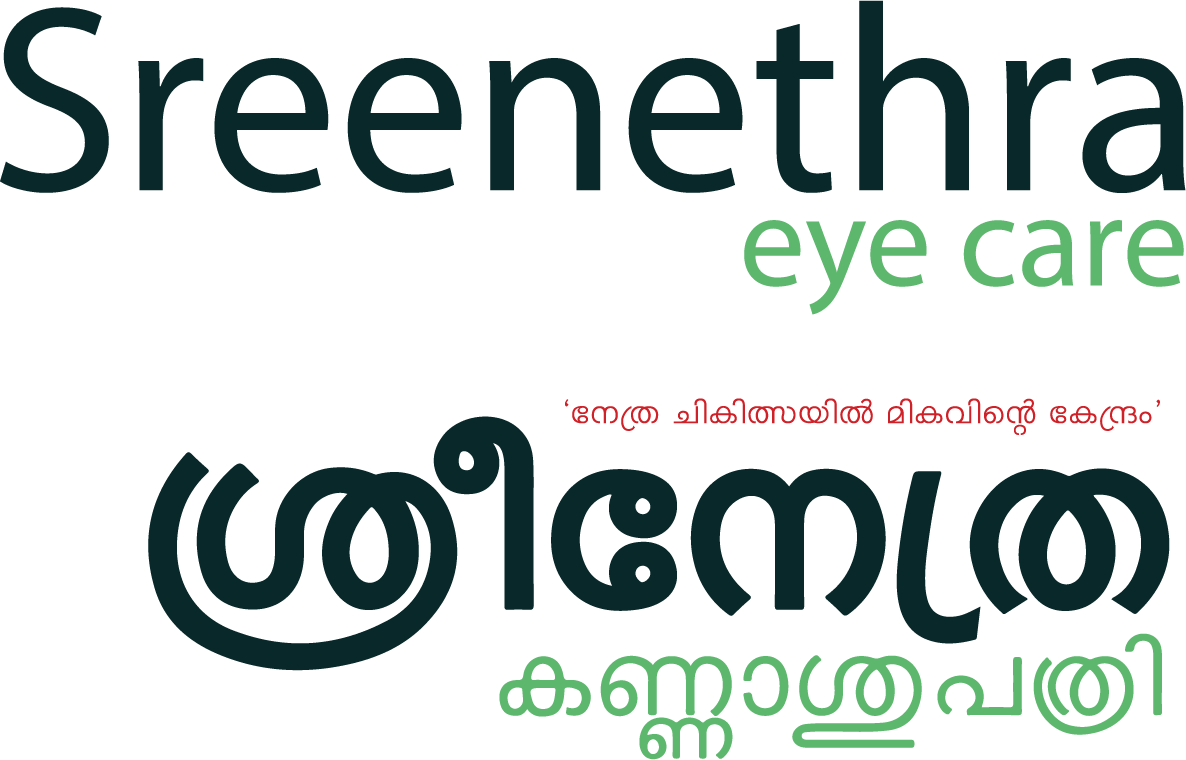 Sreenethra
eye care
‘നേത്ര ചികിത്സയിൽ മികവിന്റെ കേന്ദ്രം’
ശ്രീനേത്ര
കണ്ണാശുപത്രി